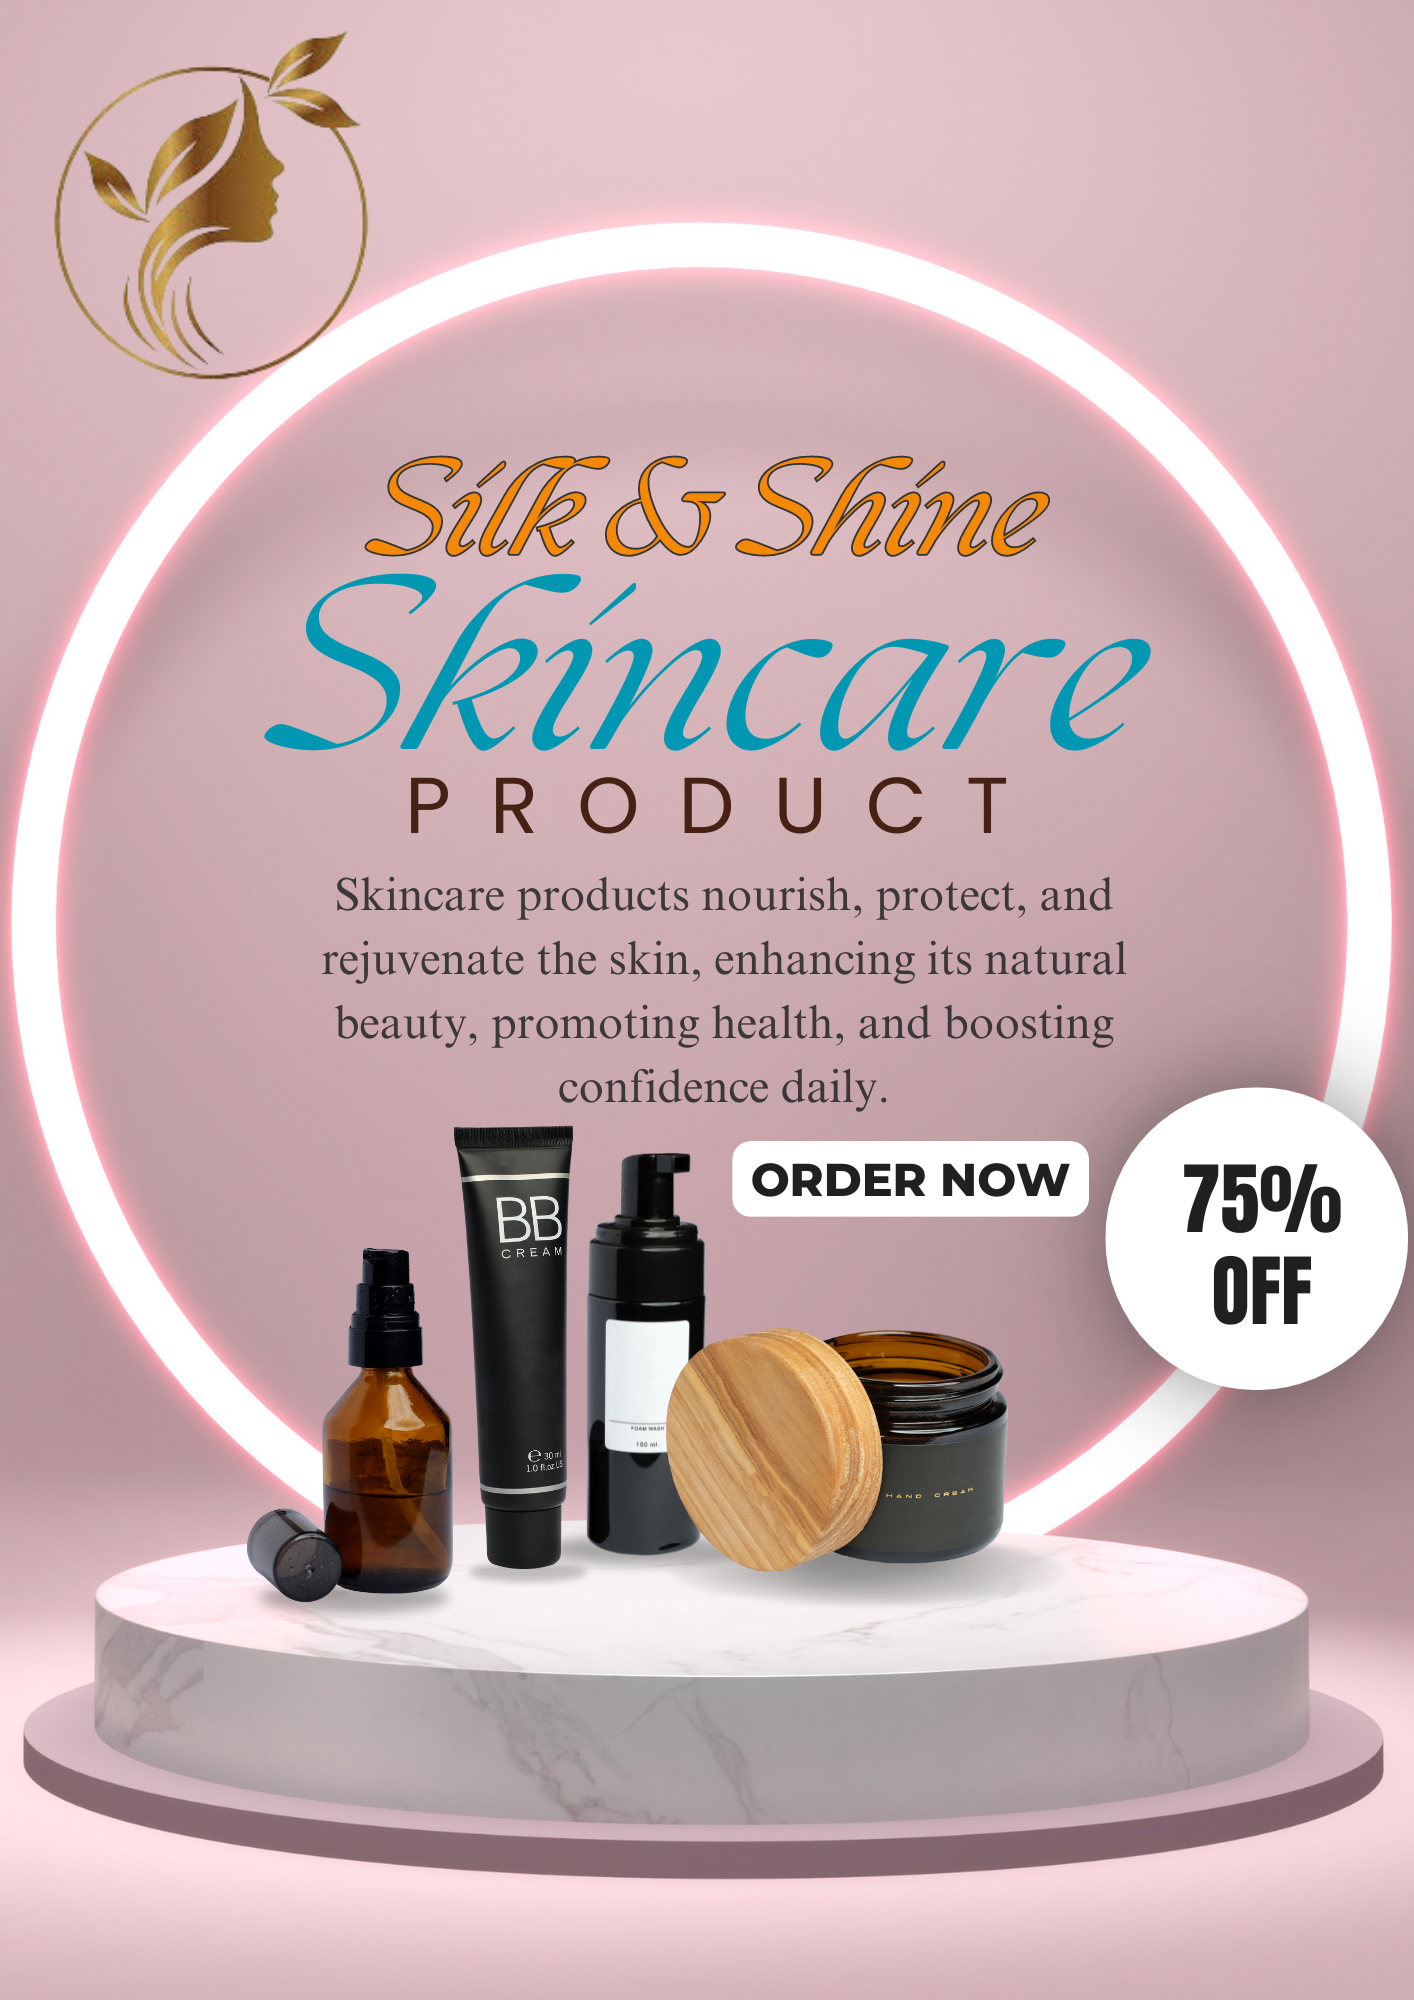 Silk & Shine
Skincare
PRODUCT
Skincare products nourish, protect, and
rejuvenate the skin, enhancing its natural
beauty, promoting health, and boosting
confidence daily.
ORDER NOW
75%
OFF
BB
CREAM
℮ 30 ml
1.0 fl.oz.US
FOAM WASH
150 ml.
HAND CREAM